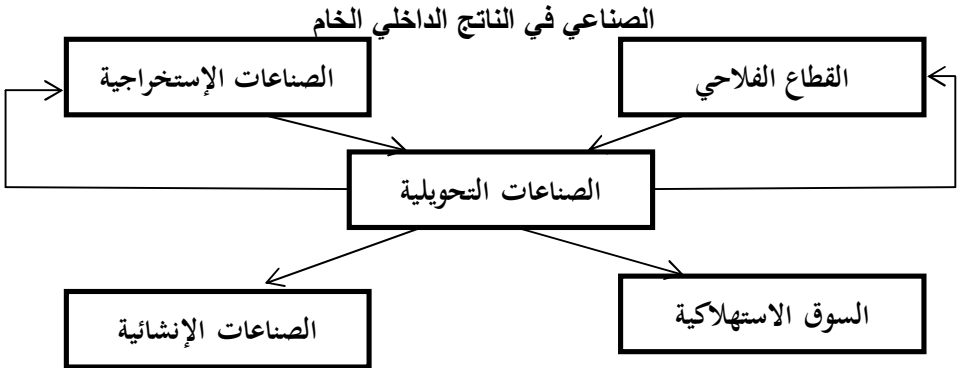 الصناعي في الناتج الداخلي الخام
القطاع الفلاحي
الصناعات الإستخراجية
الصناعات التحويلية
السوق الاستهلاكية
الصناعات الإنشائية